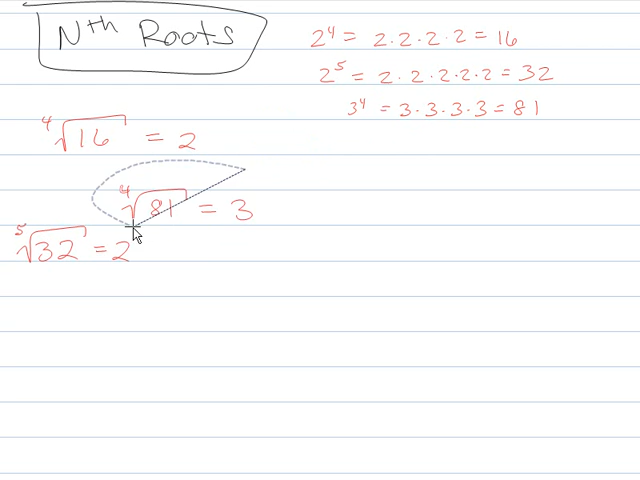 Nth Roots
2⁴ = 2·2·2·2 = 16
2⁵ = 2·2·2·2·2 = 32
3⁴ = 3·3·3·3 = 81
⁴√16 = 2
⁴√81 = 3
⁵√32 = 2